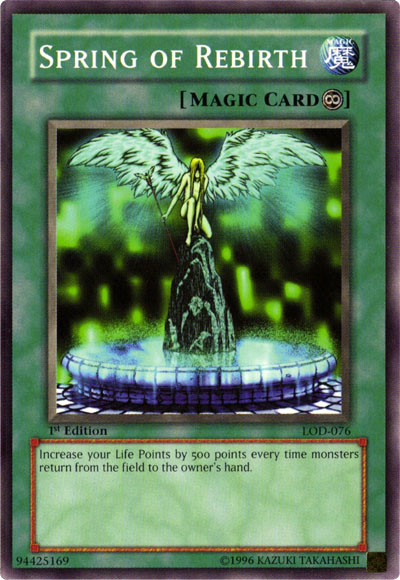 SPRING OF REBIRTH
MAGIC
魔
[MAGIC CARD]
1st Edition
LOD-076
Increase your Life Points by 500 points every time monsters
return from the field to the owner's hand.
94425169
©1996 KAZUKI TAKAHASHI